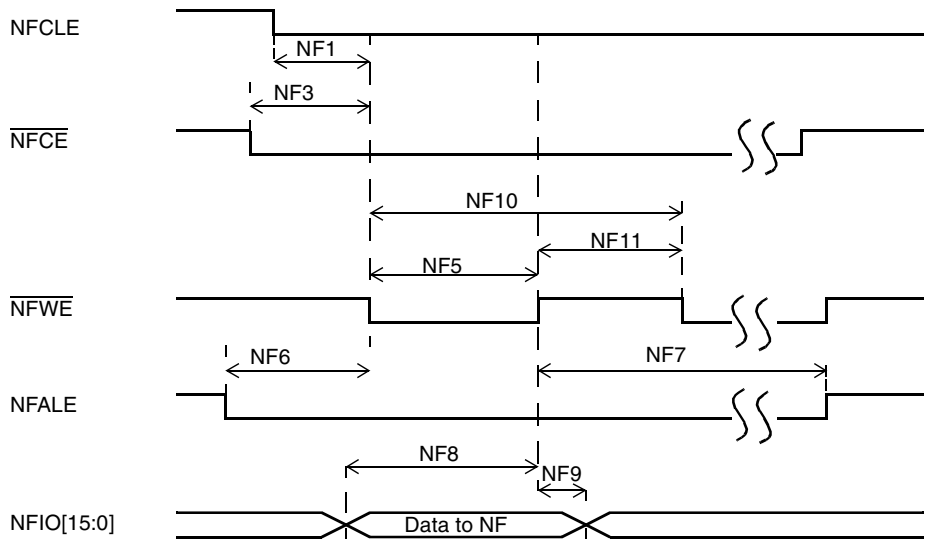 NFCLE
NF1
NF3
NFCE
NF10
NF11
NF5
NFWE
NF6
NF7
NFALE
NF8
NF9
NFIO[15:0]
Data to NF